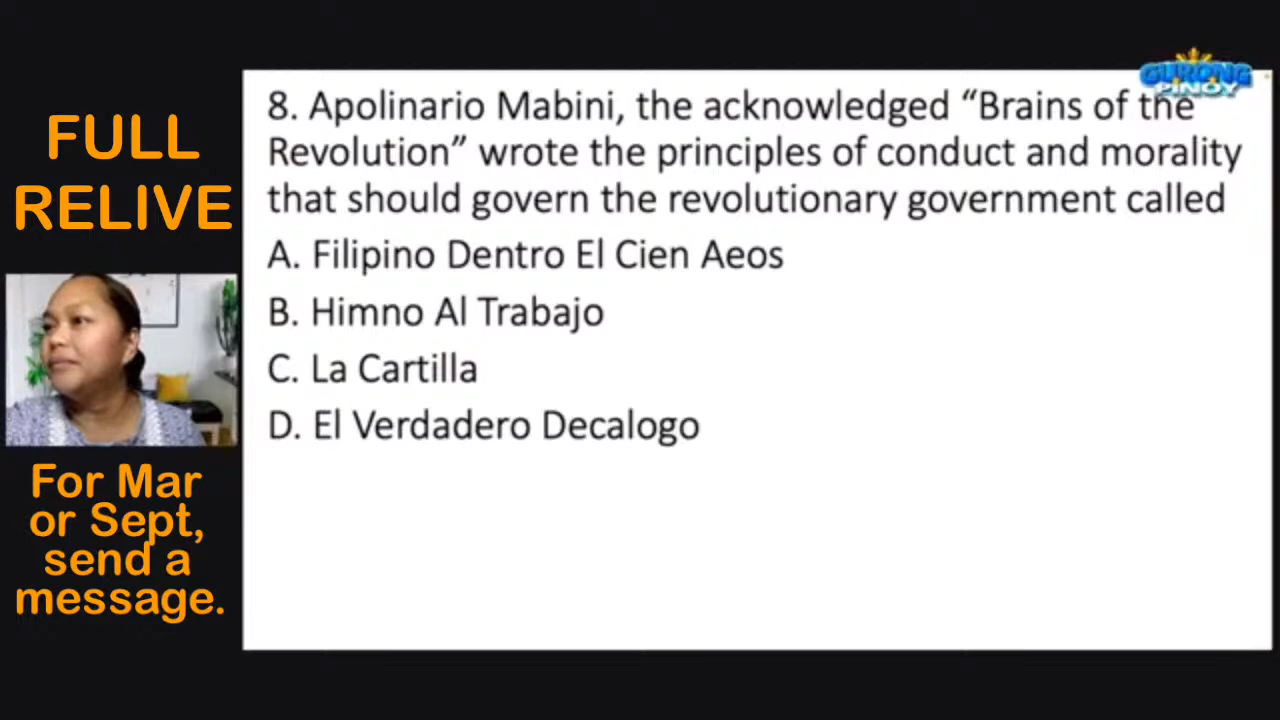 FULL
RELIVE
For Mar
or Sept,
send a
message.
GURONG
PINOY
8. Apolinario Mabini, the acknowledged “Brains of the
Revolution” wrote the principles of conduct and morality
that should govern the revolutionary government called
A. Filipino Dentro El Cien Aeos
B. Himno Al Trabajo
C. La Cartilla
D. El Verdadero Decalogo